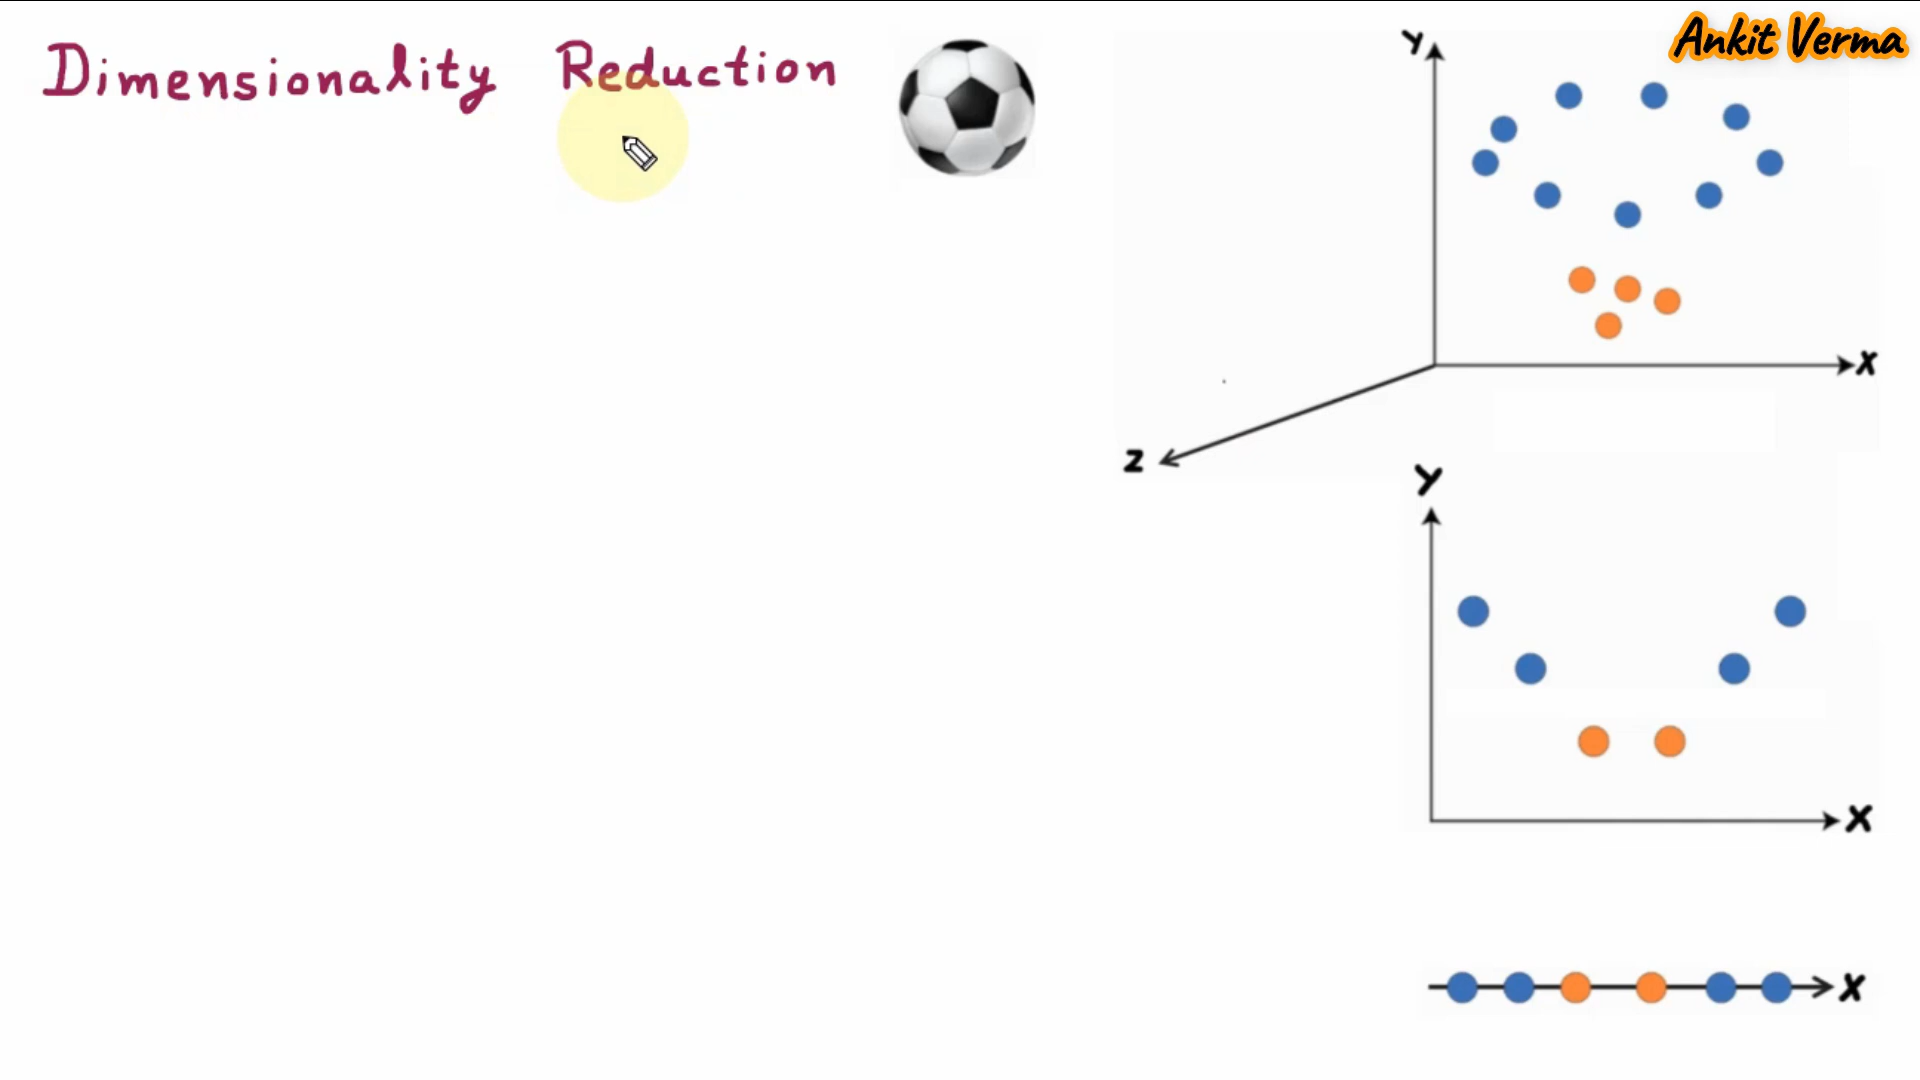 Dimensionality Reduction
Ankit Verma
Y
X
Z
Y
X
X